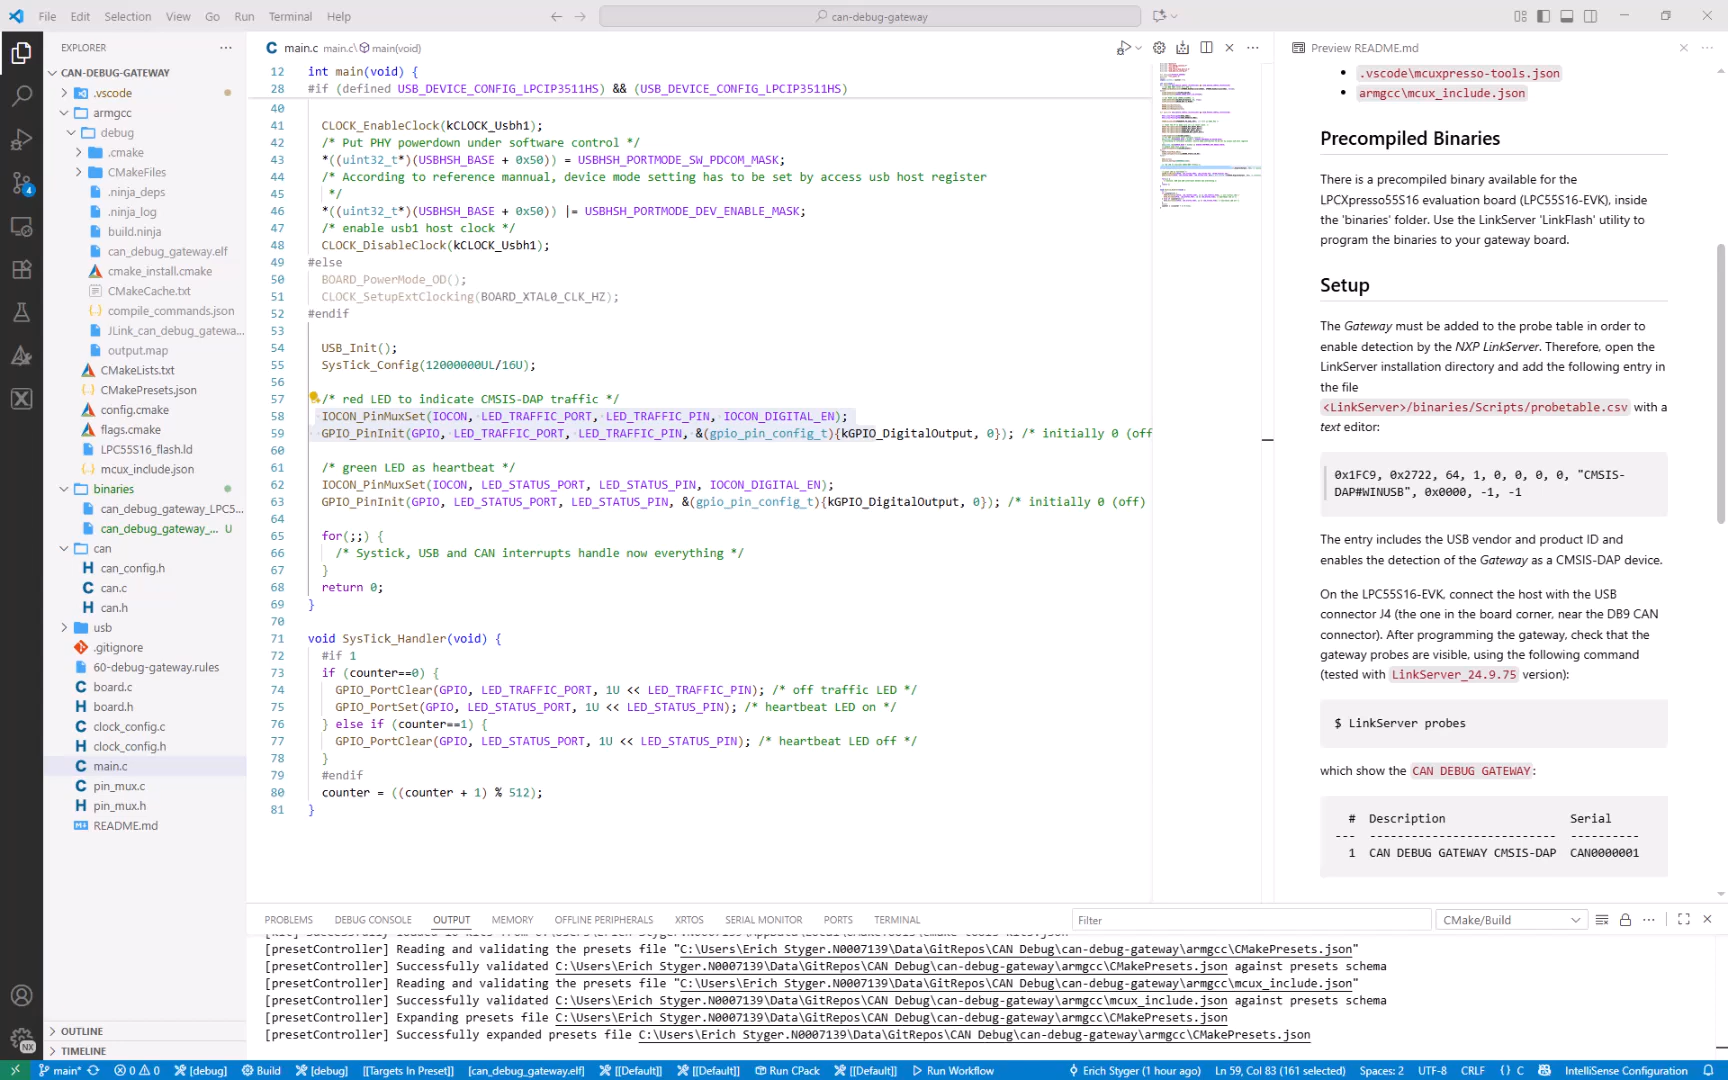 File Edit Selection View Go Run Terminal Help
can-debug-gateway
EXPLORER
CAN-DEBUG-GATEWAY
.vscode
armgcc
debug
.cmake
CMakeFiles
.ninja_deps
.ninja_log
build.ninja
can_debug_gateway.elf
cmake_install.cmake
CMakeCache.txt
compile_commands.json
JLink_can_debug_gatewa...
output.map
CMakeLists.txt
CMakePresets.json
config.cmake
flags.cmake
LPC55S16_flash.ld
mcux_include.json
binaries
can_debug_gateway_LPC5...
can_debug_gateway_... U
can
can_config.h
can.c
can.h
usb
.gitignore
60-debug-gateway.rules
board.c
board.h
clock_config.c
clock_config.h
main.c
pin_mux.c
pin_mux.h
README.md
OUTLINE
TIMELINE
main.c main.c\ main(void)
12 int main(void) {
28 #if (defined USB_DEVICE_CONFIG_LPCIP3511HS) && (USB_DEVICE_CONFIG_LPCIP3511HS)
40
41 CLOCK_EnableClock(kCLOCK_Usbh1);
42 /* Put PHY powerdown under software control */
43 *((uint32_t*)(USBHSH_BASE + 0x50)) = USBHSH_PORTMODE_SW_PDCOM_MASK;
44 /* According to reference mannual, device mode setting has to be set by access usb host register
45 */
46 *((uint32_t*)(USBHSH_BASE + 0x50)) |= USBHSH_PORTMODE_DEV_ENABLE_MASK;
47 /* enable usb1 host clock */
48 CLOCK_DisableClock(kCLOCK_Usbh1);
49 #else
50 BOARD_PowerMode_OD();
51 CLOCK_SetupExtClocking(BOARD_XTAL0_CLK_HZ);
52 #endif
53
54 USB_Init();
55 SysTick_Config(12000000UL/16U);
56
57 /* red LED to indicate CMSIS-DAP traffic */
58 IOCON_PinMuxSet(IOCON, LED_TRAFFIC_PORT, LED_TRAFFIC_PIN, IOCON_DIGITAL_EN);
59 GPIO_PinInit(GPIO, LED_TRAFFIC_PORT, LED_TRAFFIC_PIN, &(gpio_pin_config_t){kGPIO_DigitalOutput, 0}); /* initially 0 (off
60
61 /* green LED as heartbeat */
62 IOCON_PinMuxSet(IOCON, LED_STATUS_PORT, LED_STATUS_PIN, IOCON_DIGITAL_EN);
63 GPIO_PinInit(GPIO, LED_STATUS_PORT, LED_STATUS_PIN, &(gpio_pin_config_t){kGPIO_DigitalOutput, 0}); /* initially 0 (off)
64
65 for(;;) {
66 /* Systick, USB and CAN interrupts handle now everything */
67 }
68 return 0;
69 }
70
71 void SysTick_Handler(void) {
72 #if 1
73 if (counter==0) {
74 GPIO_PortClear(GPIO, LED_TRAFFIC_PORT, 1U << LED_TRAFFIC_PIN); /* off traffic LED */
75 GPIO_PortSet(GPIO, LED_STATUS_PORT, 1U << LED_STATUS_PIN); /* heartbeat LED on */
76 } else if (counter==1) {
77 GPIO_PortClear(GPIO, LED_STATUS_PORT, 1U << LED_STATUS_PIN); /* heartbeat LED off */
78 }
79 #endif
80 counter = ((counter + 1) % 512);
81 }
Preview README.md
.vscode\mcuxpresso-tools.json
armgcc\mcux_include.json
Precompiled Binaries
There is a precompiled binary available for the
LPCXpresso55S16 evaluation board (LPC55S16-EVK), inside
the 'binaries' folder. Use the LinkServer 'LinkFlash' utility to
program the binaries to your gateway board.
Setup
The Gateway must be added to the probe table in order to
enable detection by the NXP LinkServer. Therefore, open the
LinkServer installation directory and add the following entry in
the file
<LinkServer>/binaries/Scripts/probetable.csv with a
text editor:
0x1FC9, 0x2722, 64, 1, 0, 0, 0, 0, "CMSIS-
DAP#WINUSB", 0x0000, -1, -1
The entry includes the USB vendor and product ID and
enables the detection of the Gateway as a CMSIS-DAP device.
On the LPC55S16-EVK, connect the host with the USB
connector J4 (the one in the board corner, near the DB9 CAN
connector). After programming the gateway, check that the
gateway probes are visible, using the following command
(tested with LinkServer_24.9.75 version):
$ LinkServer probes
which show the CAN DEBUG GATEWAY:
# Description Serial
--- --------------------------- ----------
1 CAN DEBUG GATEWAY CMSIS-DAP CAN0000001
PROBLEMS DEBUG CONSOLE OUTPUT MEMORY OFFLINE PERIPHERALS XRTOS SERIAL MONITOR PORTS TERMINAL
Filter
CMake/Build
[presetController] Reading and validating the presets file "C:\Users\Erich Styger.N0007139\Data\GitRepos\CAN Debug\can-debug-gateway\armgcc\CMakePresets.json"
[presetController] Successfully validated C:\Users\Erich Styger.N0007139\Data\GitRepos\CAN Debug\can-debug-gateway\armgcc\CMakePresets.json against presets schema
[presetController] Reading and validating the presets file "C:\Users\Erich Styger.N0007139\Data\GitRepos\CAN Debug\can-debug-gateway\armgcc\mcux_include.json"
[presetController] Successfully validated C:\Users\Erich Styger.N0007139\Data\GitRepos\CAN Debug\can-debug-gateway\armgcc\mcux_include.json against presets schema
[presetController] Expanding presets file C:\Users\Erich Styger.N0007139\Data\GitRepos\CAN Debug\can-debug-gateway\armgcc\CMakePresets.json
[presetController] Successfully expanded presets file C:\Users\Erich Styger.N0007139\Data\GitRepos\CAN Debug\can-debug-gateway\armgcc\CMakePresets.json
main* 0 0 [debug] Build [debug] [[Targets In Preset]] [can_debug_gateway.elf] [[Default]] [[Default]] Run CPack [[Default]] Run Workflow Erich Styger (1 hour ago) Ln 59, Col 83 (161 selected) Spaces: 2 UTF-8 CRLF {} C IntelliSense Configuration